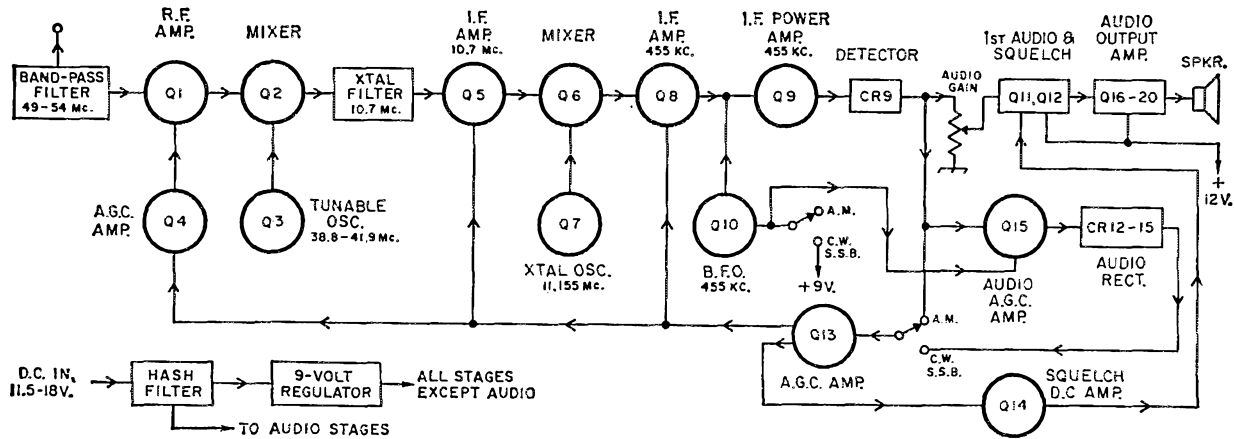 R.F.
AMP.
MIXER
I.F.
AMP
10.7 Mc.
MIXER
I.F.
AMP
455 KC.
I.F. POWER
AMP.
455 KC.
DETECTOR
1ST AUDIO &
SQUELCH
AUDIO
OUTPUT
AMP.
SPKR.
BAND-PASS
FILTER
49-54 Mc.
Q1
Q2
XTAL
FILTER
10.7 Mc.
Q5
Q6
Q8
Q9
CR9
AUDIO
GAIN
Q11, Q12
Q16-20
+
12V.
A.G.C.
AMP.
Q4
Q3
TUNABLE
OSC.
38.8-41.9 Mc.
Q7
XTAL OSC.
11.155 Mc.
Q10
B.F.O.
455 KC.
A.M.
C.W.
S.S.B.
+9V.
Q15
AUDIO
A.G.C.
AMP.
CR12-15
AUDIO
RECT.
Q13
A.G.C. AMP.
A.M.
C.W.
S.S.B.
Q14
SQUELCH
D.C AMP.
D.C. IN.
11.5-18V.
HASH
FILTER
9-VOLT
REGULATOR
ALL STAGES
EXCEPT AUDIO
TO AUDIO STAGES